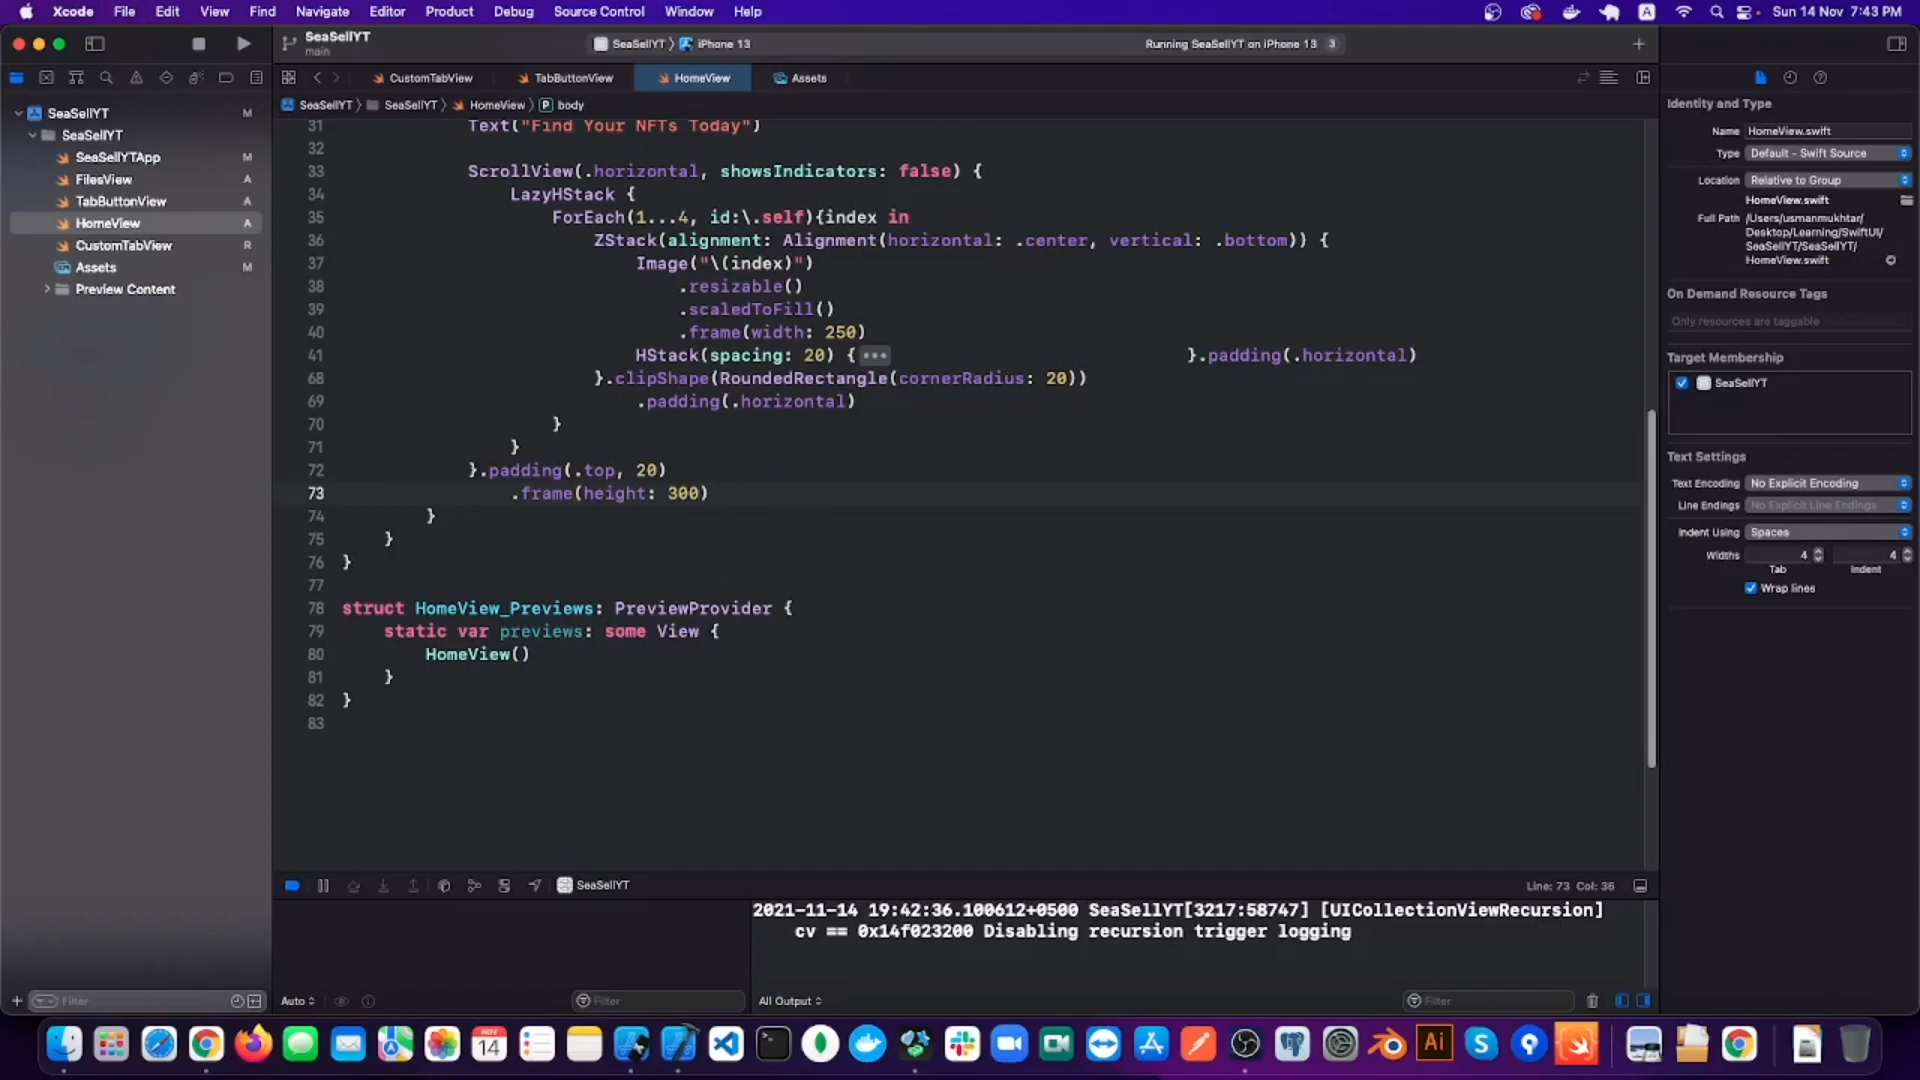 Xcode File Edit View Find Navigate Editor Product Debug Source Control Window Help
A Sun 14 Nov 7:43 PM
SeaSellYT
main
SeaSellYT iPhone 13
Running SeaSellYT on iPhone 13 3
CustomTabView TabButtonView HomeView Assets
SeaSellYT SeaSellYT HomeView P body
SeaSellYT M
SeaSellYT
SeaSellYTApp M
FilesView A
TabButtonView A
HomeView A
CustomTabView R
Assets M
Preview Content
31 Text("Find Your NFTs Today")
32
33 ScrollView(.horizontal, showsIndicators: false) {
34 LazyHStack {
35 ForEach(1...4, id:\.self){index in
36 ZStack(alignment: Alignment(horizontal: .center, vertical: .bottom)) {
37 Image("\(index)")
38 .resizable()
39 .scaledToFill()
40 .frame(width: 250)
41 HStack(spacing: 20) {••• }.padding(.horizontal)
68 }.clipShape(RoundedRectangle(cornerRadius: 20))
69 .padding(.horizontal)
70 }
71 }
72 }.padding(.top, 20)
73 .frame(height: 300)
74 }
75 }
76 }
77
78 struct HomeView_Previews: PreviewProvider {
79 static var previews: some View {
80 HomeView()
81 }
82 }
83
Identity and Type
Name HomeView.swift
Type Default - Swift Source
Location Relative to Group
HomeView.swift
Full Path /Users/usmanmukhtar/
Desktop/Learning/SwiftUI/
SeaSellYT/SeaSellYT/
HomeView.swift
On Demand Resource Tags
Only resources are taggable
Target Membership
SeaSellYT
Text Settings
Text Encoding No Explicit Encoding
Line Endings No Explicit Line Endings
Indent Using Spaces
Widths 4 4
Tab Indent
Wrap lines
SeaSellYT
Line: 73 Col: 36
2021-11-14 19:42:36.100612+0500 SeaSellYT[3217:58747] [UICollectionViewRecursion]
cv == 0x14f023200 Disabling recursion trigger logging
Filter
Auto
Filter
All Output
Filter
NOV
14
Ai
S